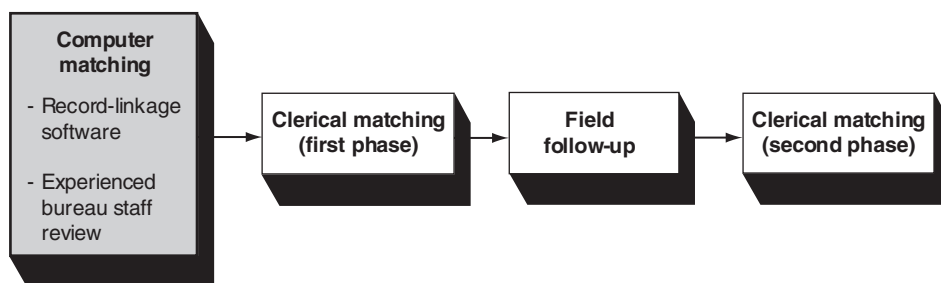 Computer
matching
- Record-linkage
software
- Experienced
bureau staff
review
Clerical matching
(first phase)
Field
follow-up
Clerical matching
(second phase)